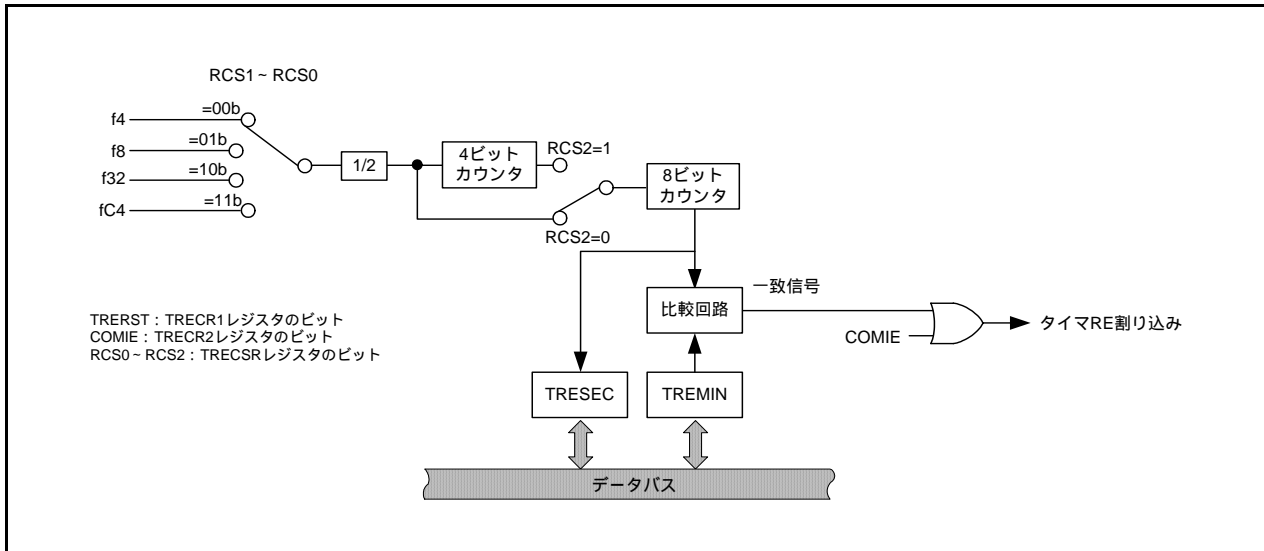 RCS1 ~ RCS0
f4
=00b
f8
=01b
f32
=10b
fC4
=11b
1/2
4ビット
カウンタ
RCS2=1
RCS2=0
8ビット
カウンタ
比較回路
一致信号
COMIE
タイマRE割り込み
TRERST：TRECR1レジスタのビット
COMIE：TRECR2レジスタのビット
RCS0 ~ RCS2：TRECSRレジスタのビット
TRESEC
TREMIN
データバス